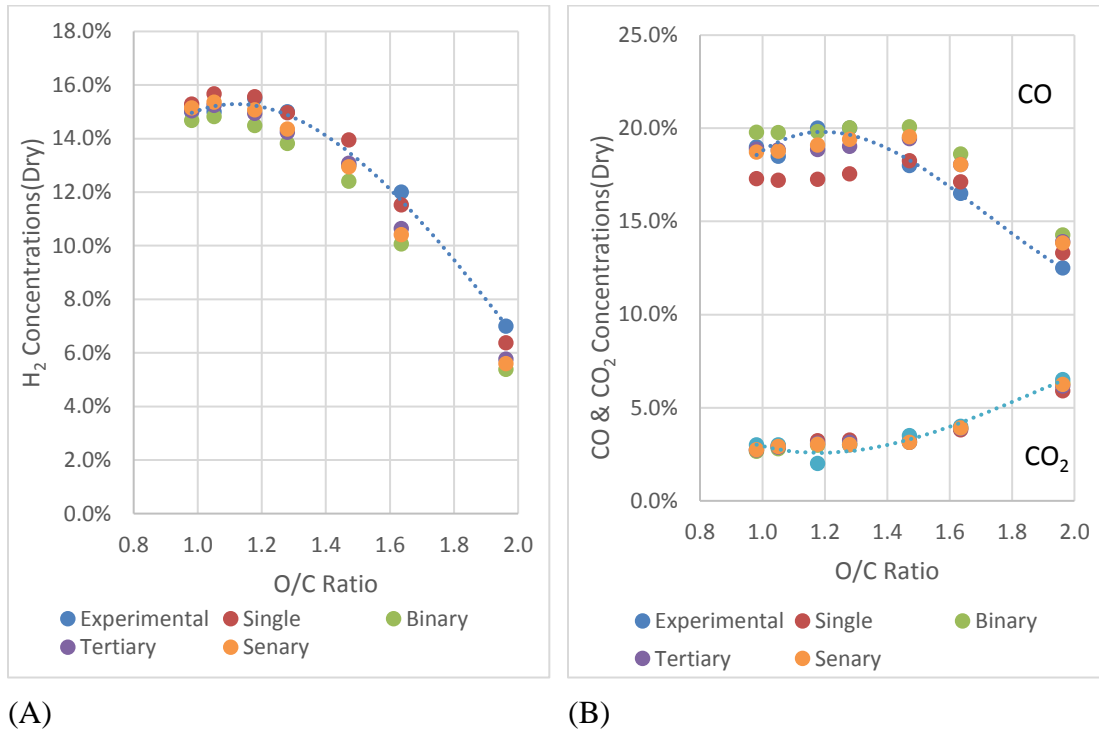 18.0%
16.0%
14.0%
12.0%
10.0%
8.0%
6.0%
4.0%
2.0%
0.0%
H2 Concentrations(Dry)
0.8 1.0 1.2 1.4 1.6 1.8 2.0
O/C Ratio
Experimental Single Binary
Tertiary Senary
(A)
25.0%
20.0%
15.0%
10.0%
5.0%
0.0%
CO & CO2 Concentrations(Dry)
CO
CO2
0.8 1.0 1.2 1.4 1.6 1.8 2.0
O/C Ratio
Experimental Single Binary
Tertiary Senary
(B)